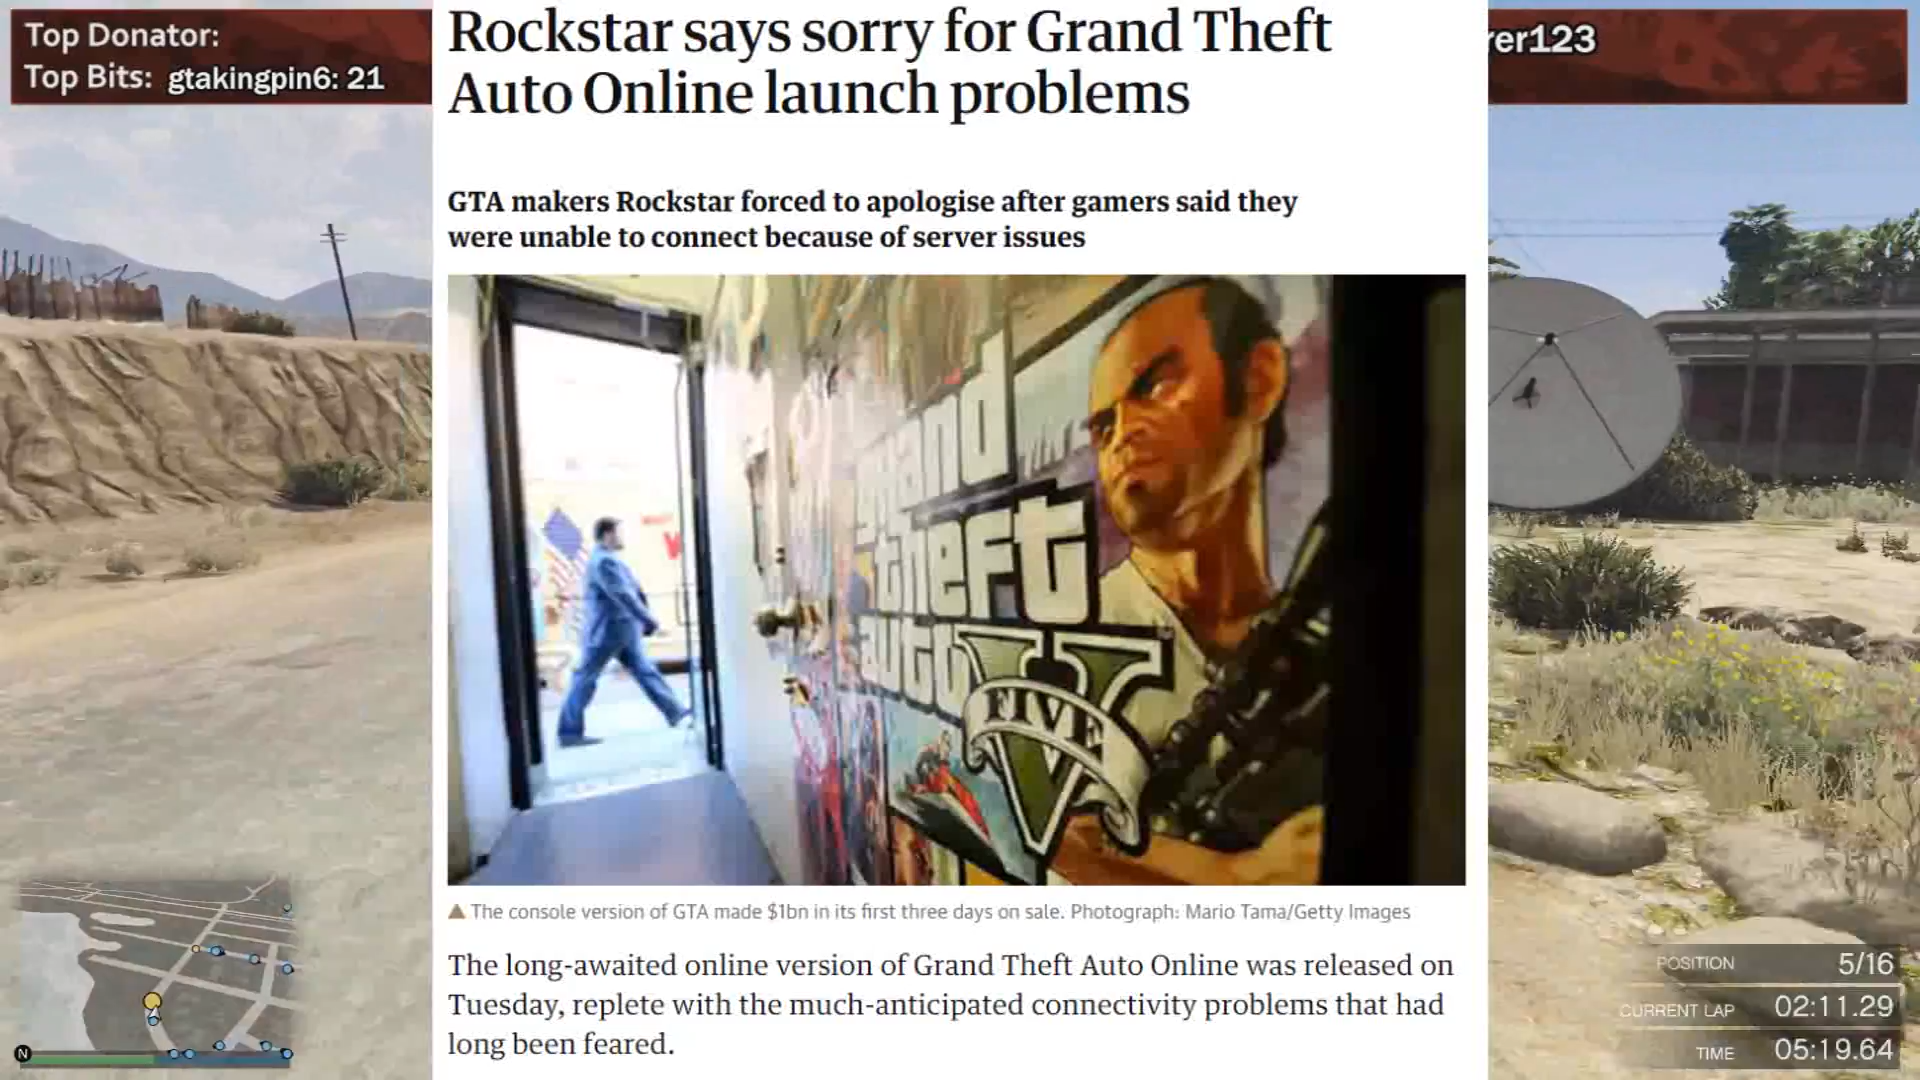 Top Donator:
Top Bits: gtakingpin6: 21
rer123
Rockstar says sorry for Grand Theft
Auto Online launch problems
GTA makers Rockstar forced to apologise after gamers said they
were unable to connect because of server issues
theft
auto
FIVE
V
The console version of GTA made $1bn in its first three days on sale. Photograph: Mario Tama/Getty Images
The long-awaited online version of Grand Theft Auto Online was released on
Tuesday, replete with the much-anticipated connectivity problems that had
long been feared.
N
POSITION 5/16
CURRENT LAP 02:11.29
TIME 05:19.64